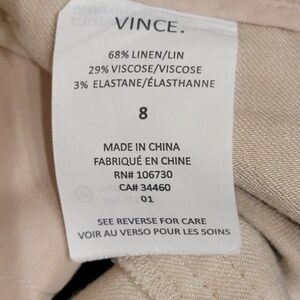 VINCE.
68% LINEN/LIN
29% VISCOSE/VISCOSE
3% ELASTANE/ÉLASTHANNE
8
MADE IN CHINA
FABRIQUÉ EN CHINE
RN# 106730
CA# 34460
01
SEE REVERSE FOR CARE
VOIR AU VERSO POUR LES SOINS